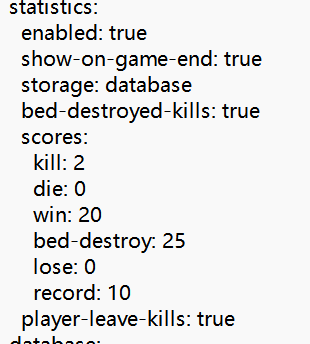 statistics:
  enabled: true
  show-on-game-end: true
  storage: database
  bed-destroyed-kills: true
  scores:
    kill: 2
    die: 0
    win: 20
    bed-destroy: 25
    lose: 0
    record: 10
  player-leave-kills: true
database: